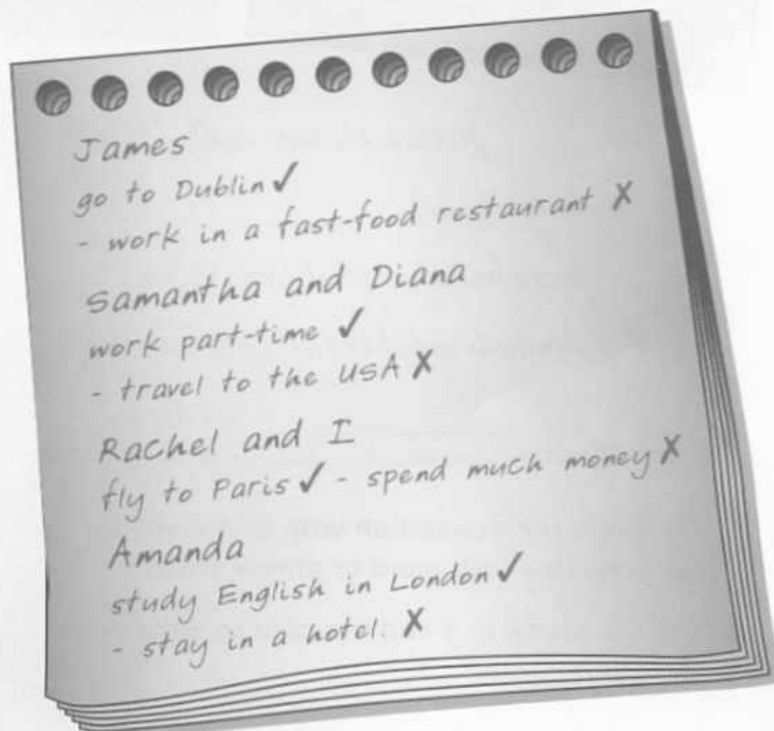 James
go to Dublin ✓
- work in a fast-food restaurant X
Samantha and Diana
work part-time ✓
- travel to the USA X
Rachel and I
fly to Paris ✓ - spend much money X
Amanda
study English in London ✓
- stay in a hotel. X